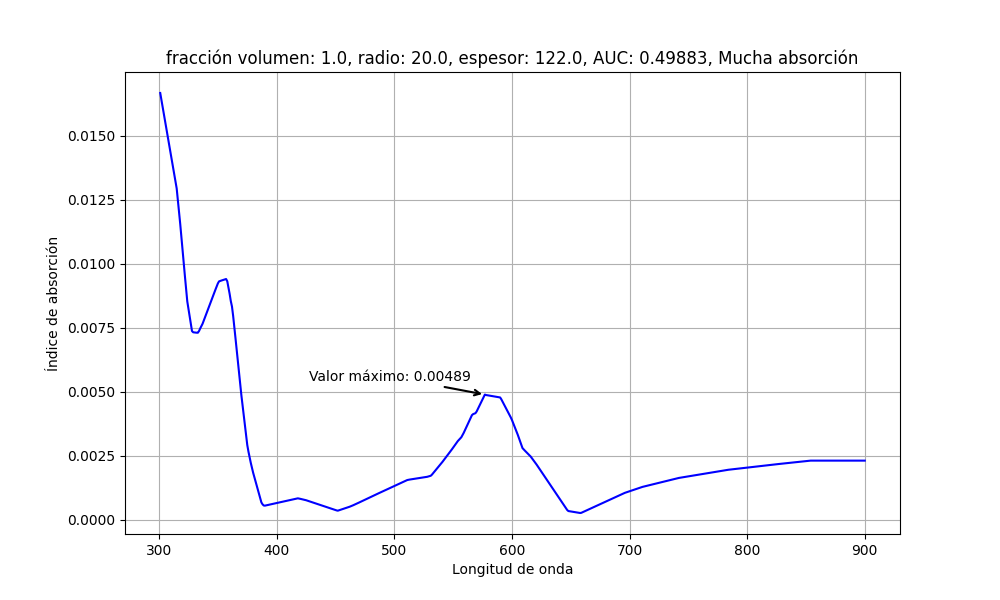 fracción volumen: 1.0, radio: 20.0, espesor: 122.0, AUC: 0.49883, Mucha absorción
0.0150
0.0125
0.0100
0.0075
0.0050
0.0025
0.0000
Índice de absorción
Valor máximo: 0.00489
300 400 500 600 700 800 900
Longitud de onda